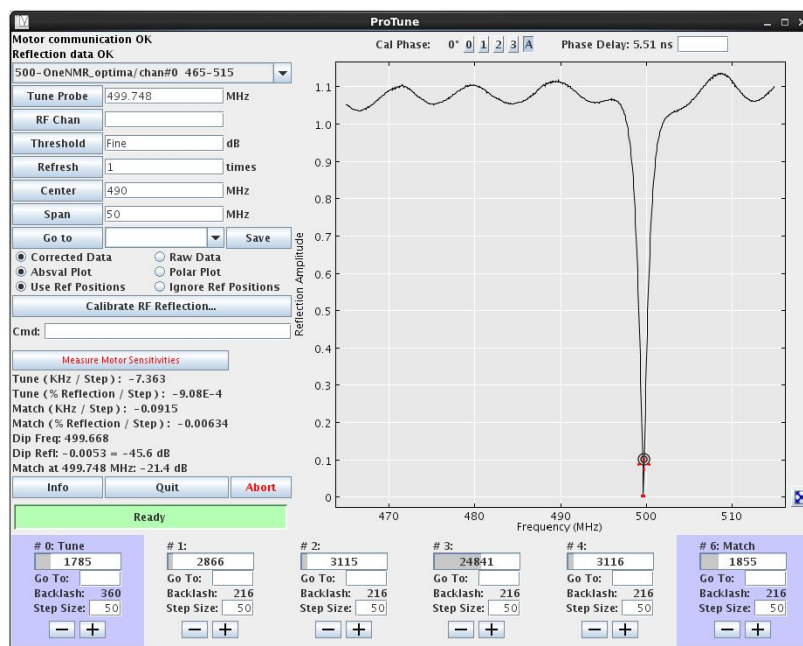 ProTune
Motor communication OK
Reflection data OK
Cal Phase: 0° 0 1 2 3 A Phase Delay: 5.51 ns
500-OneNMR_optima/chan#0 465-515
Tune Probe 499.748 MHz
RF Chan
Threshold Fine dB
Refresh 1 times
Center 490 MHz
Span 50 MHz
Go to Save
Corrected Data Raw Data
Absval Plot Polar Plot
Use Ref Positions Ignore Ref Positions
Calibrate RF Reflection...
Cmd:
Measure Motor Sensitivities
Tune (KHz / Step) : -7.363
Tune (% Reflection / Step) : -9.08E-4
Match (KHz / Step) : -0.0915
Match (% Reflection / Step) : -0.00634
Dip Freq: 499.668
Dip Refl: -0.0053 = -45.6 dB
Match at 499.748 MHz: -21.4 dB
Info Quit Abort
Ready
Reflection Amplitude
1.1
1.0
0.9
0.8
0.7
0.6
0.5
0.4
0.3
0.2
0.1
0
470 480 490 500 510
Frequency (MHz)
# 0: Tune # 1: # 2: # 3: # 4: # 6: Match
1785 2866 3115 24841 3116 1855
Go To: Go To: Go To: Go To: Go To: Go To:
Backlash: 360 Backlash: 216 Backlash: 216 Backlash: 216 Backlash: 216 Backlash: 216
Step Size: 50 Step Size: 50 Step Size: 50 Step Size: 50 Step Size: 50 Step Size: 50
− + − + − + − + − + − +